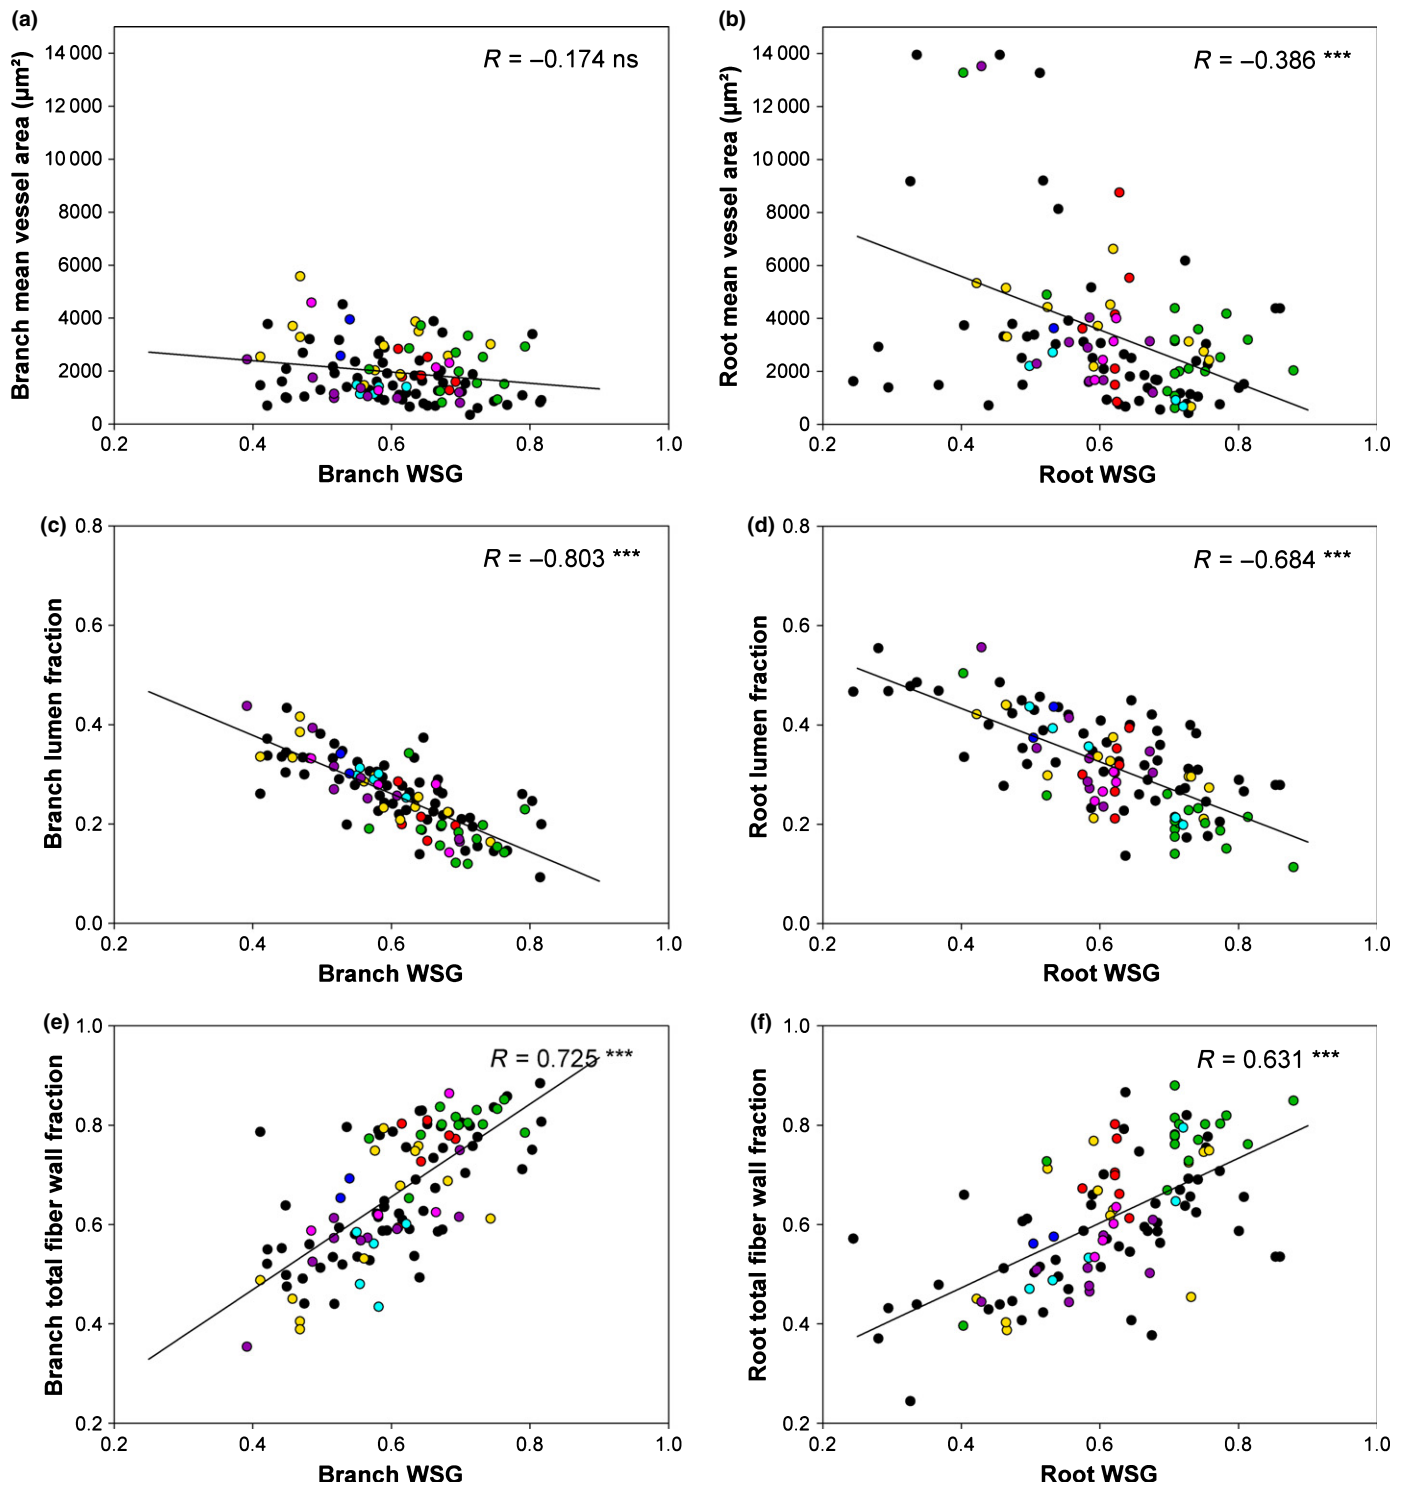 (a)
R = –0.174 ns
14 000
12 000
10 000
8000
6000
4000
2000
0
Branch mean vessel area (µm²)
0.2 0.4 0.6 0.8 1.0
Branch WSG
(b)
R = –0.386 ***
14 000
12 000
10 000
8000
6000
4000
2000
0
Root mean vessel area (µm²)
0.2 0.4 0.6 0.8 1.0
Root WSG
(c)
R = –0.803 ***
0.8
0.6
0.4
0.2
0.0
Branch lumen fraction
0.2 0.4 0.6 0.8 1.0
Branch WSG
(d)
R = –0.684 ***
0.8
0.6
0.4
0.2
0.0
Root lumen fraction
0.2 0.4 0.6 0.8 1.0
Root WSG
(e)
R = 0.725 ***
1.0
0.8
0.6
0.4
0.2
Branch total fiber wall fraction
0.2 0.4 0.6 0.8 1.0
Branch WSG
(f)
R = 0.631 ***
1.0
0.8
0.6
0.4
0.2
Root total fiber wall fraction
0.2 0.4 0.6 0.8 1.0
Root WSG